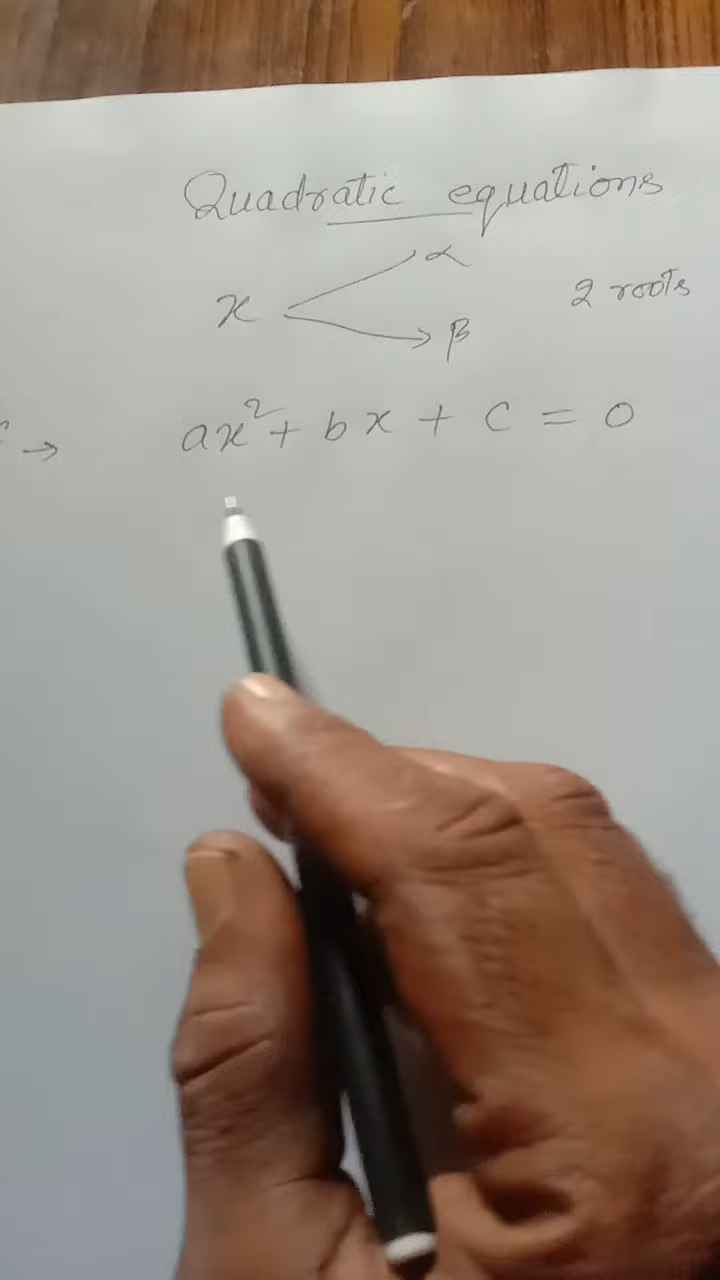 Quadratic equations
α
x 2 roots
β
→ ax² + bx + c = 0